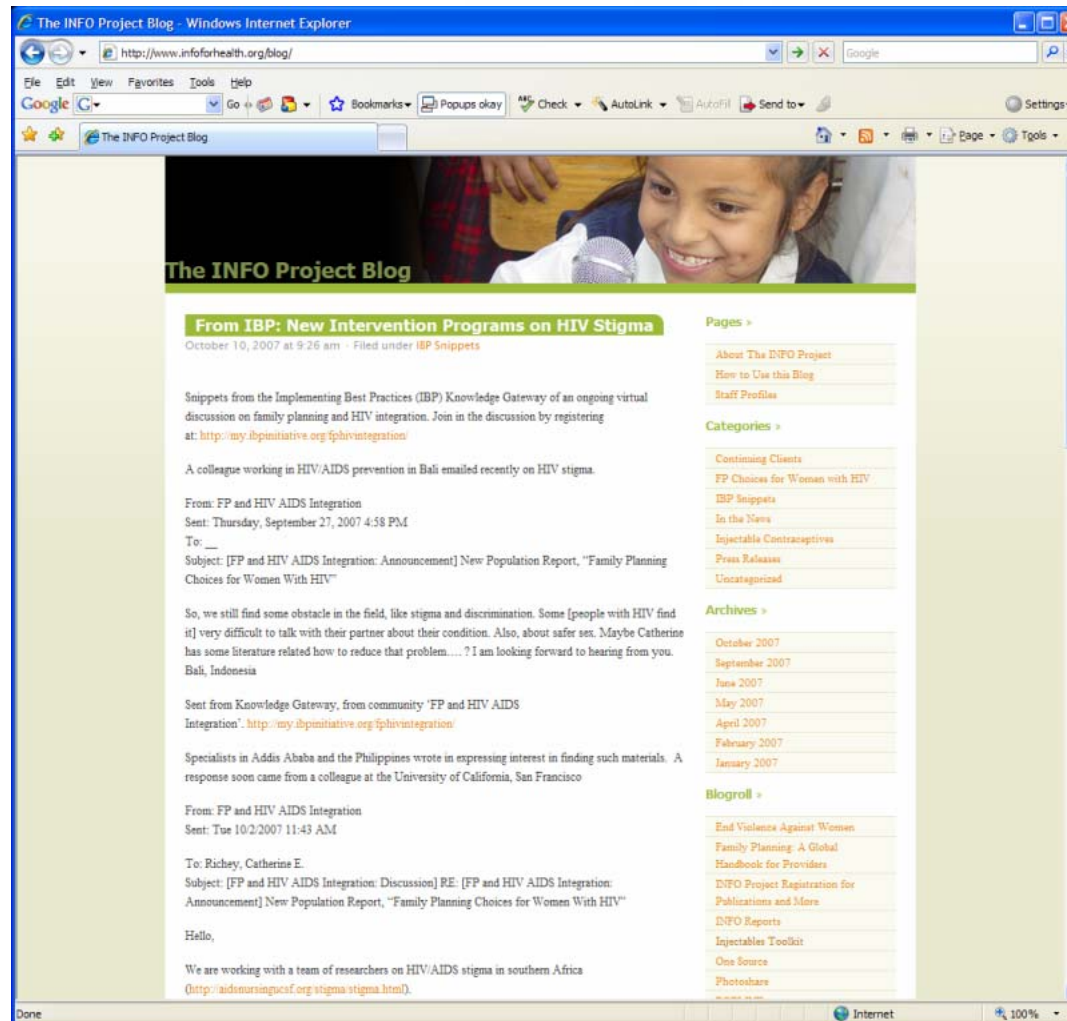 The INFO Project Blog - Windows Internet Explorer
http://www.infoforhealth.org/blog/
Google
File Edit View Favorites Tools Help
Google G Go Bookmarks Popups okay Check AutoLink AutoFill Send to Settings
The INFO Project Blog
Page Tools
The INFO Project Blog
From IBP: New Intervention Programs on HIV Stigma
October 10, 2007 at 9:26 am · Filed under IBP Snippets
Snippets from the Implementing Best Practices (IBP) Knowledge Gateway of an ongoing virtual
discussion on family planning and HIV integration. Join in the discussion by registering
at: http://my.ibpinitiative.org/fphivintegration/
A colleague working in HIV/AIDS prevention in Bali emailed recently on HIV stigma.
From: FP and HIV AIDS Integration
Sent: Thursday, September 27, 2007 4:58 PM
To: __
Subject: [FP and HIV AIDS Integration: Announcement] New Population Report, “Family Planning
Choices for Women With HIV”
So, we still find some obstacle in the field, like stigma and discrimination. Some [people with HIV find
it] very difficult to talk with their partner about their condition. Also, about safer sex. Maybe Catherine
has some literature related how to reduce that problem…. ? I am looking forward to hearing from you.
Bali, Indonesia
Sent from Knowledge Gateway, from community ‘FP and HIV AIDS
Integration’. http://my.ibpinitiative.org/fphivintegration/
Specialists in Addis Ababa and the Philippines wrote in expressing interest in finding such materials. A
response soon came from a colleague at the University of California, San Francisco
From: FP and HIV AIDS Integration
Sent: Tue 10/2/2007 11:43 AM
To: Richey, Catherine E.
Subject: [FP and HIV AIDS Integration: Discussion] RE: [FP and HIV AIDS Integration:
Announcement] New Population Report, “Family Planning Choices for Women With HIV”
Hello,
We are working with a team of researchers on HIV/AIDS stigma in southern Africa
(http://aidsnursingucsf.org/stigma/stigma.html).
Pages »
About The INFO Project
How to Use this Blog
Staff Profiles
Categories »
Continuing Clients
FP Choices for Women with HIV
IBP Snippets
In the News
Injectable Contraceptives
Press Releases
Uncategorized
Archives »
October 2007
September 2007
June 2007
May 2007
April 2007
February 2007
January 2007
Blogroll »
End Violence Against Women
Family Planning: A Global
Handbook for Providers
INFO Project Registration for
Publications and More
INFO Reports
Injectables Toolkit
One Source
Photoshare
Done Internet 100%